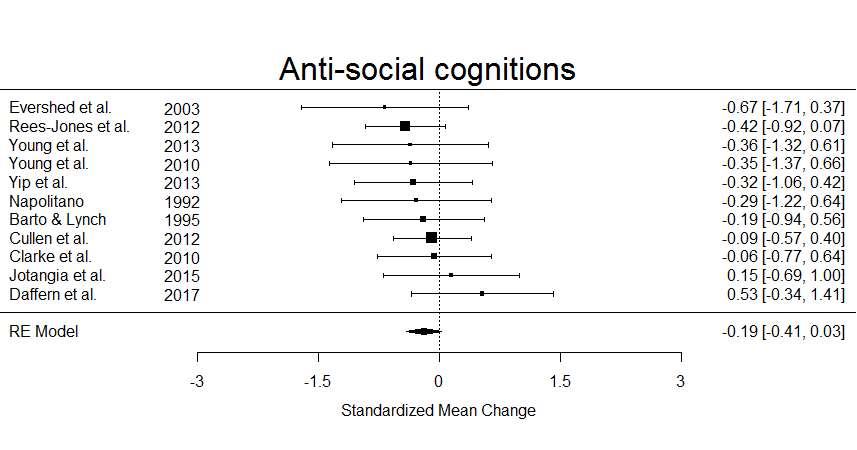 Anti-social cognitions
Evershed et al. 2003 -0.67 [-1.71, 0.37]
Rees-Jones et al. 2012 -0.42 [-0.92, 0.07]
Young et al. 2013 -0.36 [-1.32, 0.61]
Young et al. 2010 -0.35 [-1.37, 0.66]
Yip et al. 2013 -0.32 [-1.06, 0.42]
Napolitano 1992 -0.29 [-1.22, 0.64]
Barto & Lynch 1995 -0.19 [-0.94, 0.56]
Cullen et al. 2012 -0.09 [-0.57, 0.40]
Clarke et al. 2010 -0.06 [-0.77, 0.64]
Jotangia et al. 2015 0.15 [-0.69, 1.00]
Daffern et al. 2017 0.53 [-0.34, 1.41]
RE Model -0.19 [-0.41, 0.03]
-3 -1.5 0 1.5 3
Standardized Mean Change